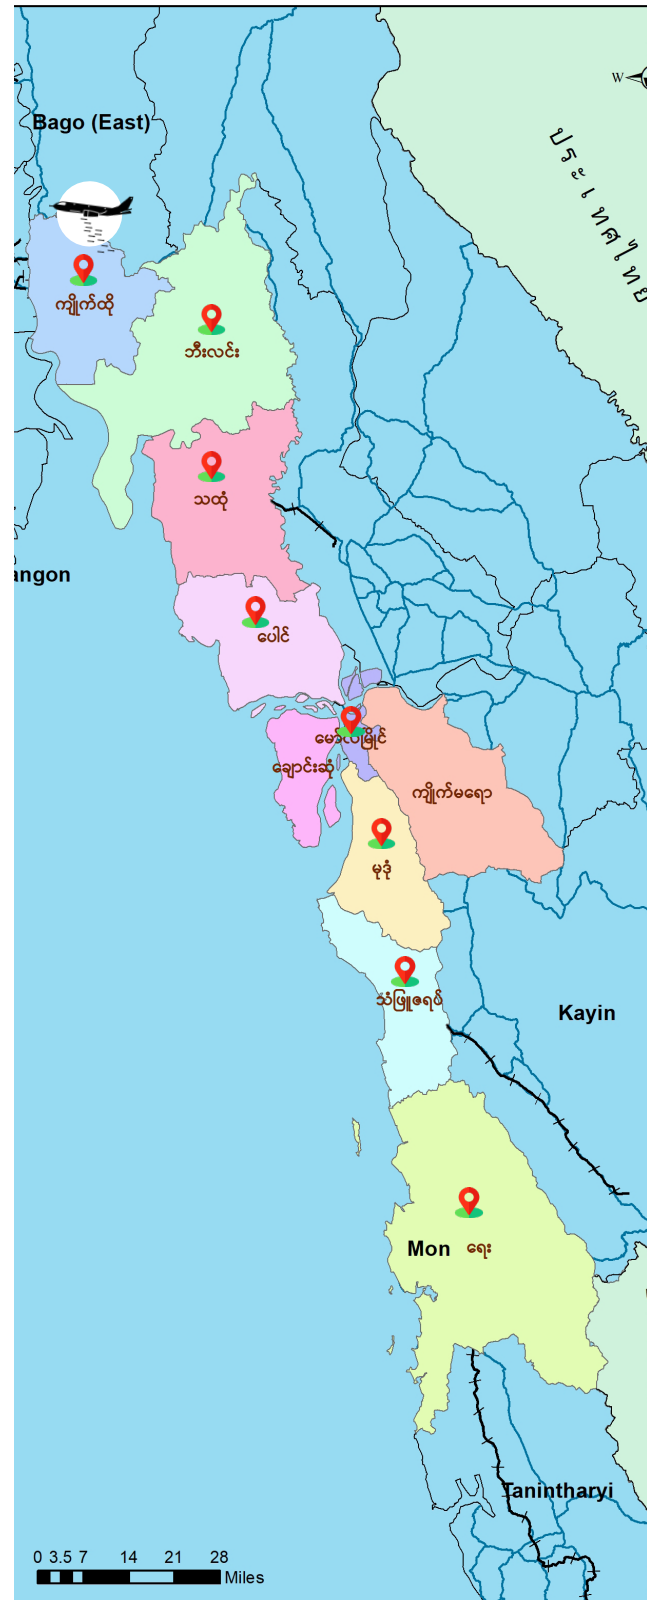 W
Bago (East)
ประเทศไทย
ကျိုက်ထို
ဘီးလင်း
သထုံ
angon
ပေါင်
မော်လမြိုင်
ချောင်းဆုံ
ကျိုက်မရော
မုဒုံ
သံဖြူဇရပ်
Kayin
Mon
ရေး
Tanintharyi
0 3.5 7 14 21 28
Miles